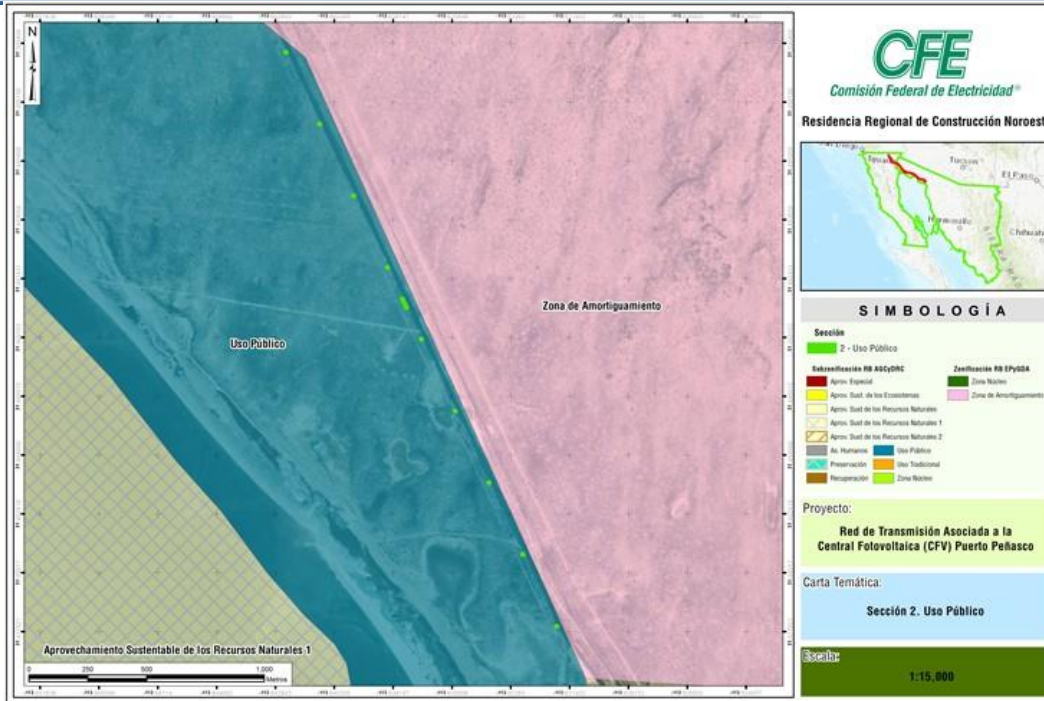 N
Zona de Amortiguamiento
Uso Público
Aprovechamiento Sustentable de los Recursos Naturales 1
0 250 500 1,000
Metros
CFE
Comisión Federal de Electricidad
Residencia Regional de Construcción Noroest
Tucson
El Paso
Hermosillo
Chihuahu
SIMBOLOGÍA
Sección
2 - Uso Público
Subzonificación RB AGCyDRC
Aprov. Especial
Aprov. Sust. de los Ecosistemas
Aprov. Sust de los Recursos Naturales
Aprov. Sust de los Recursos Naturales 1
Aprov. Sust de los Recursos Naturales 2
As. Humanos
Uso Público
Preservación
Uso Tradicional
Recuperación
Zona Núcleo
Zonificación RB EPyGDA
Zona Núcleo
Zona de Amortiguamiento
Proyecto:
Red de Transmisión Asociada a la
Central Fotovoltaica (CFV) Puerto Peñasco
Carta Temática:
Sección 2. Uso Público
Escala:
1:15,000